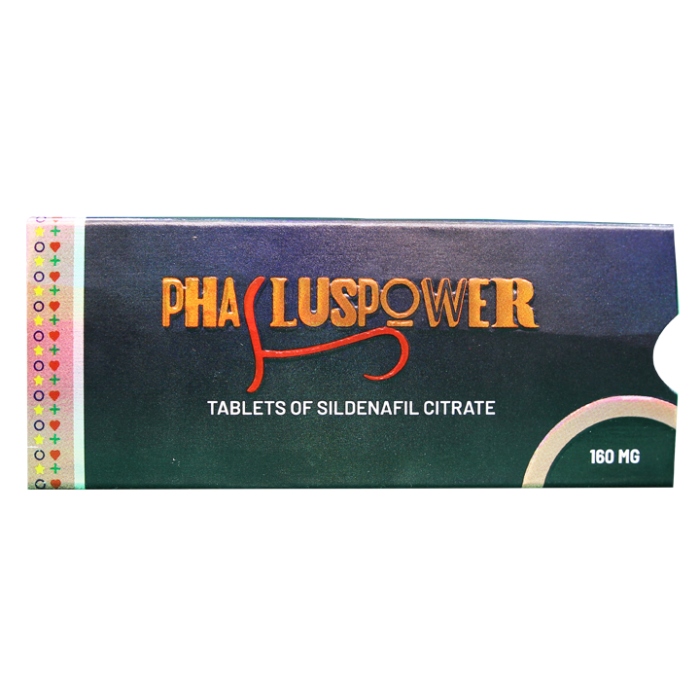 PHALLUSPOWER
TABLETS OF SILDENAFIL CITRATE
160 MG